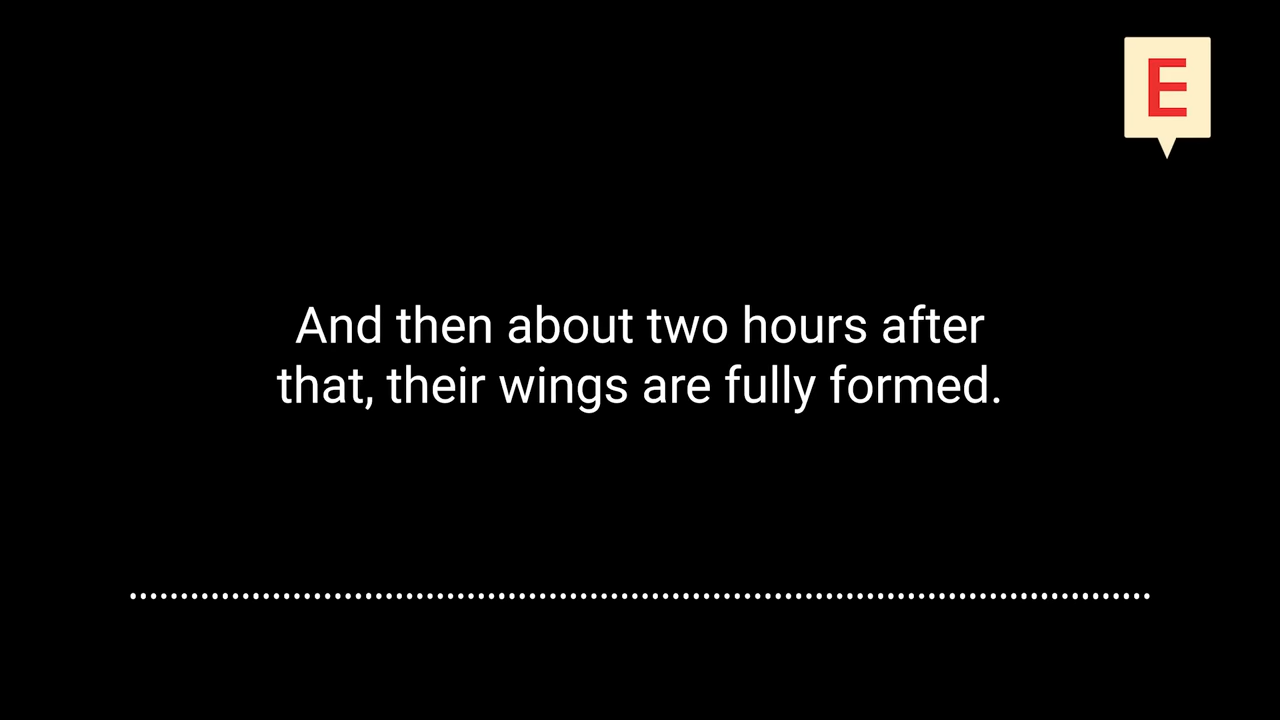 E
And then about two hours after
that, their wings are fully formed.